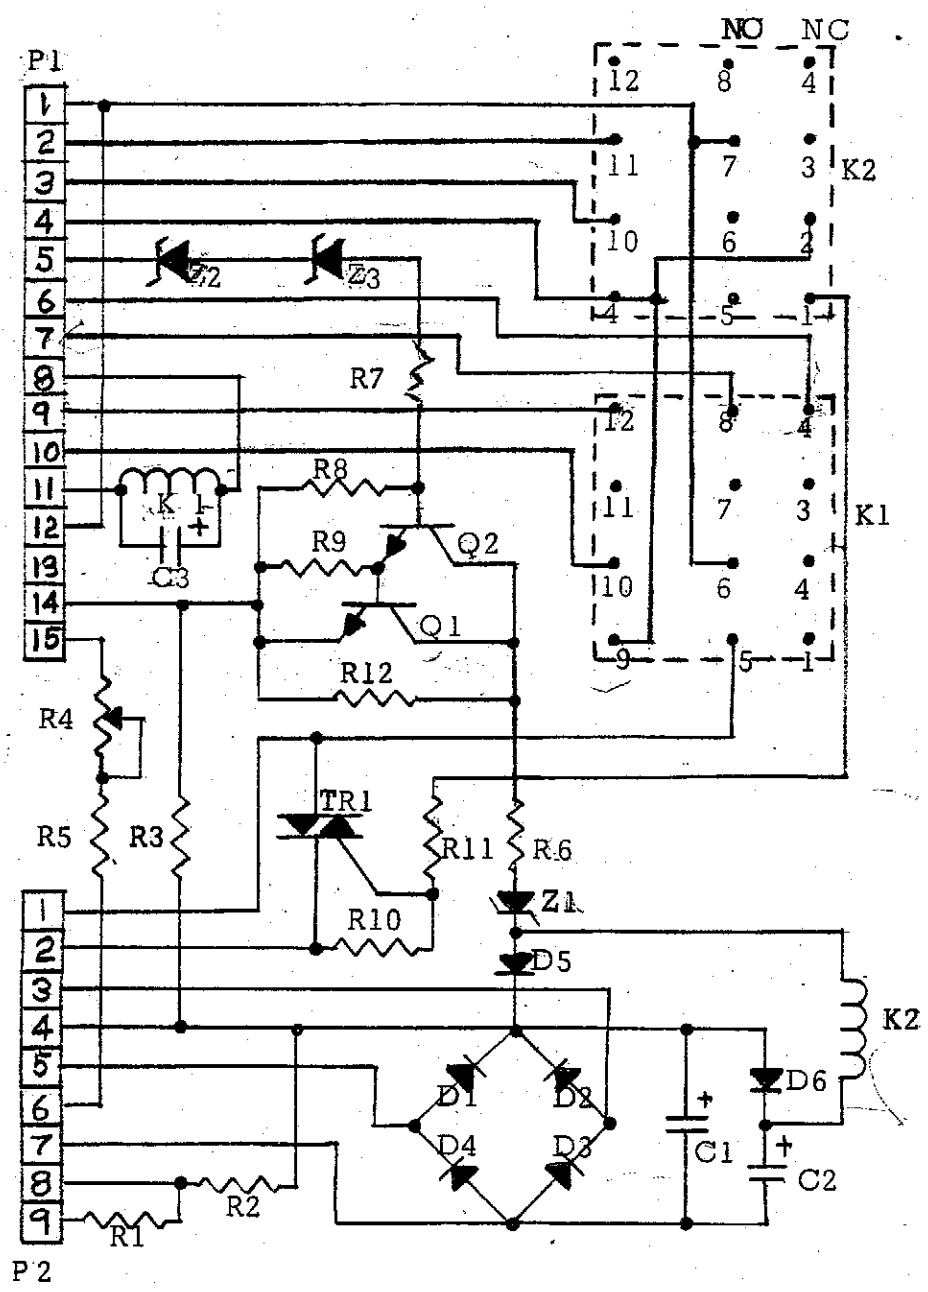 NO NC
P1
12 8 4
1
2
11 7 3
K2
3
4
10 6 2
5
Z2 Z3
6
4 5 1
7
8
R7
9
12 8 4
10
R8
11
K 1
+
11 7 3
K1
12
R9
Q2
13
C3
10 6 4
14
15
Q1
9 5 1
R12
R4
TR1
R5
R3
R11
R6
1
Z1
R10
2
D5
3
4
K2
5
D1 D2
D6
6
+
7
D4 D3
C1
+
8
R2
C2
9
R1
P2